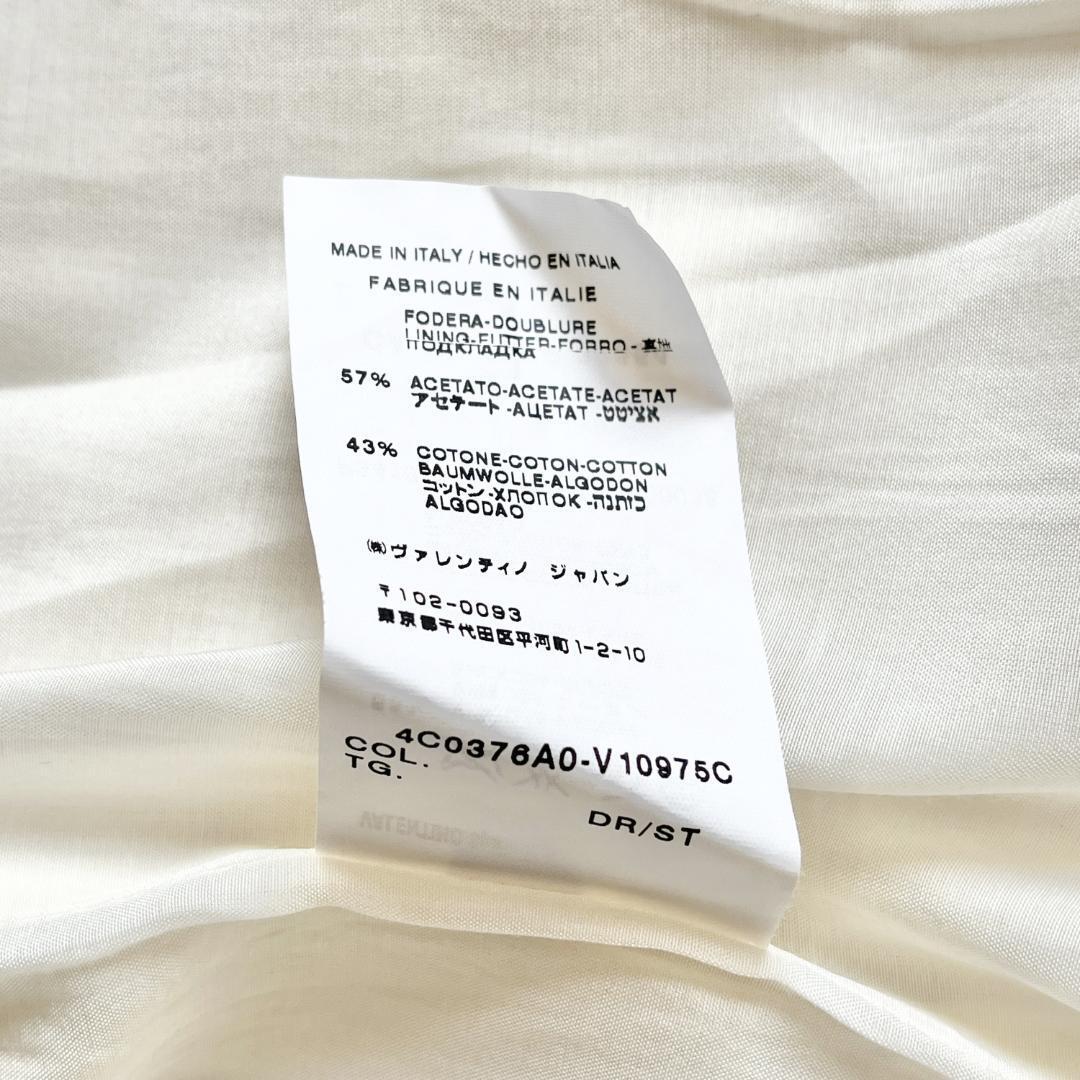 MADE IN ITALY / HECHO EN ITALIA
FABRIQUE EN ITALIE
FODERA-DOUBLURE
LINING-FUTTER-FORRO -
ПОДКЛАДКА
57% ACETATO-ACETATE-ACETAT
アセテート -АЦЕТАТ -אציטט
43% COTONE-COTON-COTTON
BAUMWOLLE-ALGODON
コットン -ХЛОПОК -כותנה
ALGODAO
㈱ヴァレンティノ ジャパン
〒102-0093
東京都千代田区平河町1-2-10
4C0376A0-V10975C
COL.
TG.
DR/ST